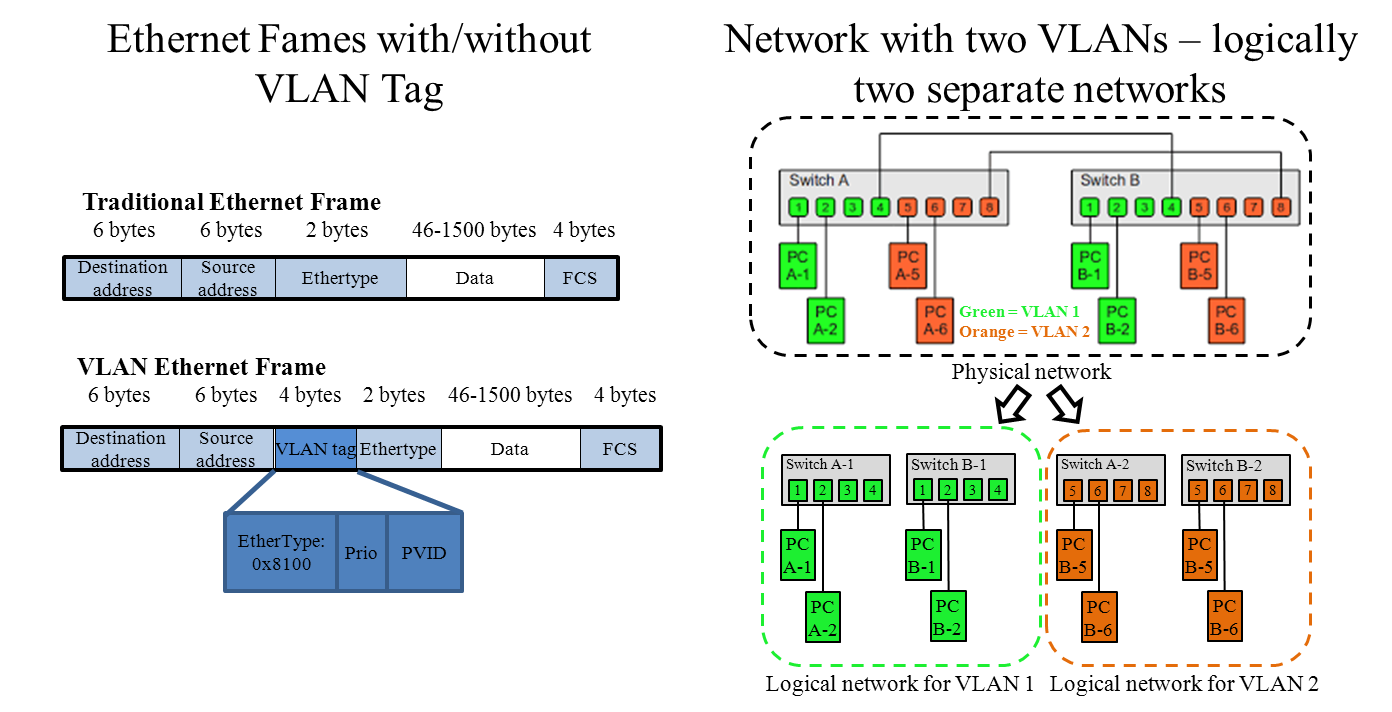 Ethernet Fames with/without
VLAN Tag
Traditional Ethernet Frame
6 bytes 6 bytes 2 bytes 46-1500 bytes 4 bytes
Destination address Source address Ethertype Data FCS
VLAN Ethernet Frame
6 bytes 6 bytes 4 bytes 2 bytes 46-1500 bytes 4 bytes
Destination address Source address VLAN tag Ethertype Data FCS
EtherType: 0x8100 Prio PVID
Network with two VLANs – logically
two separate networks
Switch A
1 2 3 4 5 6 7 8
PC A-1
PC A-2
PC A-5
PC A-6
Switch B
1 2 3 4 5 6 7 8
PC B-1
PC B-2
PC B-5
PC B-6
Green = VLAN 1
Orange = VLAN 2
Physical network
Switch A-1
1 2 3 4
PC A-1
PC A-2
Switch B-1
1 2 3 4
PC B-1
PC B-2
Logical network for VLAN 1
Switch A-2
5 6 7 8
PC B-5
PC B-6
Switch B-2
5 6 7 8
PC B-5
PC B-6
Logical network for VLAN 2